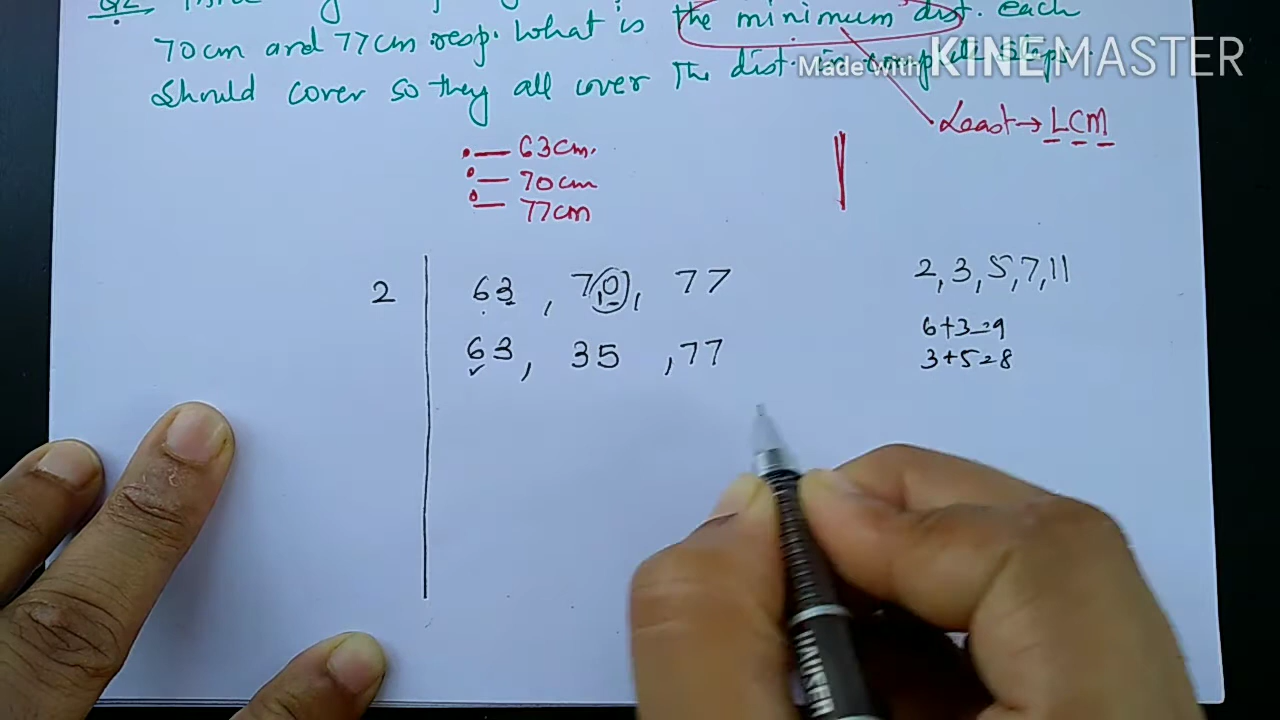 Q2
70cm and 77cm resp. What is the minimum dist. each
should cover so they all cover the dist. in steps
Made with KINEMASTER
Least → LCM
63cm.
70cm
77cm
2 | 63, 70, 77
63, 35, 77
2, 3, 5, 7, 11
6+3=9
3+5=8
HAUSER